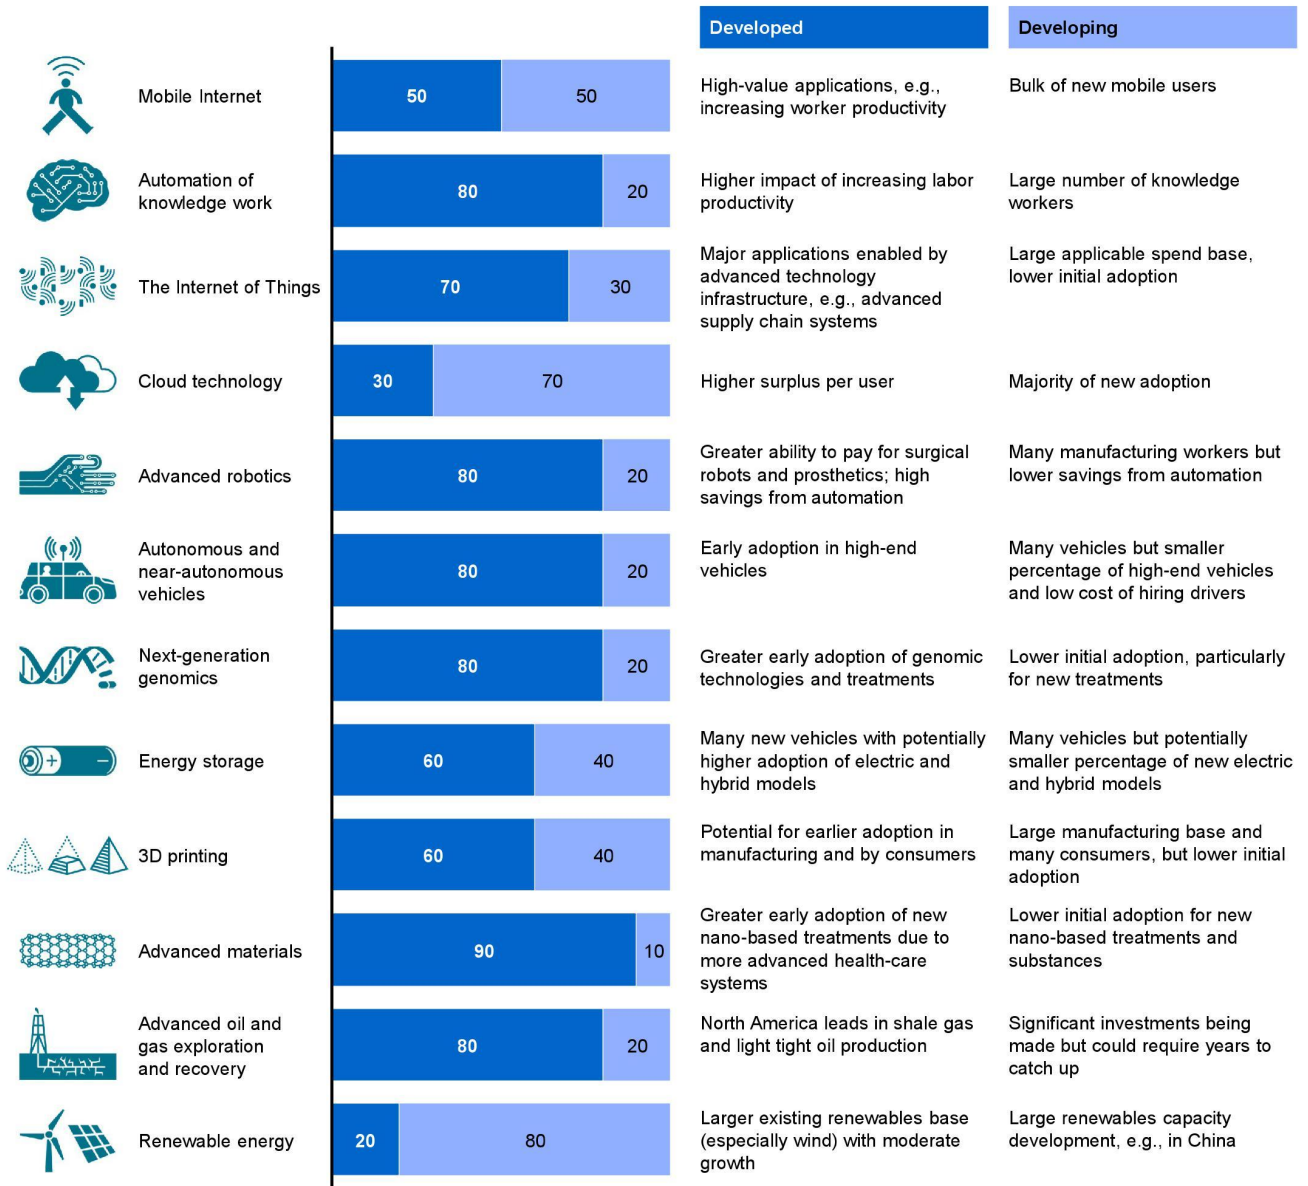 Developed
Developing
Mobile Internet
50
50
High-value applications, e.g.,
increasing worker productivity
Bulk of new mobile users
Automation of
knowledge work
80
20
Higher impact of increasing labor
productivity
Large number of knowledge
workers
The Internet of Things
70
30
Major applications enabled by
advanced technology
infrastructure, e.g., advanced
supply chain systems
Large applicable spend base,
lower initial adoption
Cloud technology
30
70
Higher surplus per user
Majority of new adoption
Advanced robotics
80
20
Greater ability to pay for surgical
robots and prosthetics; high
savings from automation
Many manufacturing workers but
lower savings from automation
Autonomous and
near-autonomous
vehicles
80
20
Early adoption in high-end
vehicles
Many vehicles but smaller
percentage of high-end vehicles
and low cost of hiring drivers
Next-generation
genomics
80
20
Greater early adoption of genomic
technologies and treatments
Lower initial adoption, particularly
for new treatments
Energy storage
60
40
Many new vehicles with potentially
higher adoption of electric and
hybrid models
Many vehicles but potentially
smaller percentage of new electric
and hybrid models
3D printing
60
40
Potential for earlier adoption in
manufacturing and by consumers
Large manufacturing base and
many consumers, but lower initial
adoption
Advanced materials
90
10
Greater early adoption of new
nano-based treatments due to
more advanced health-care
systems
Lower initial adoption for new
nano-based treatments and
substances
Advanced oil and
gas exploration
and recovery
80
20
North America leads in shale gas
and light tight oil production
Significant investments being
made but could require years to
catch up
Renewable energy
20
80
Larger existing renewables base
(especially wind) with moderate
growth
Large renewables capacity
development, e.g., in China